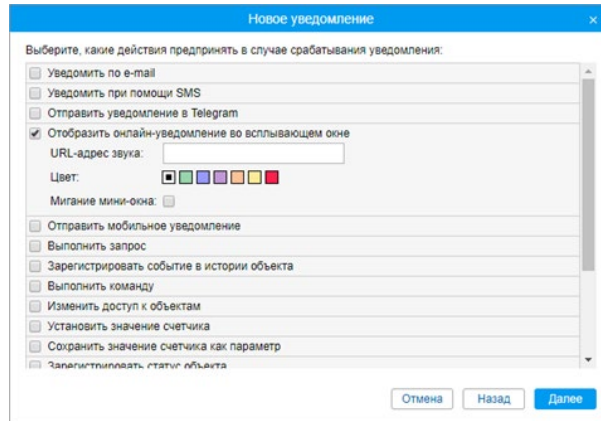 Новое уведомление
Выберите, какие действия предпринять в случае срабатывания уведомления:
Уведомить по e-mail
Уведомить при помощи SMS
Отправить уведомление в Telegram
Отобразить онлайн-уведомление во всплывающем окне
URL-адрес звука:
Цвет:
Мигание мини-окна:
Отправить мобильное уведомление
Выполнить запрос
Зарегистрировать событие в истории объекта
Выполнить команду
Изменить доступ к объектам
Установить значение счетчика
Сохранить значение счетчика как параметр
Зарегистрировать статус объекта
Отмена Назад Далее